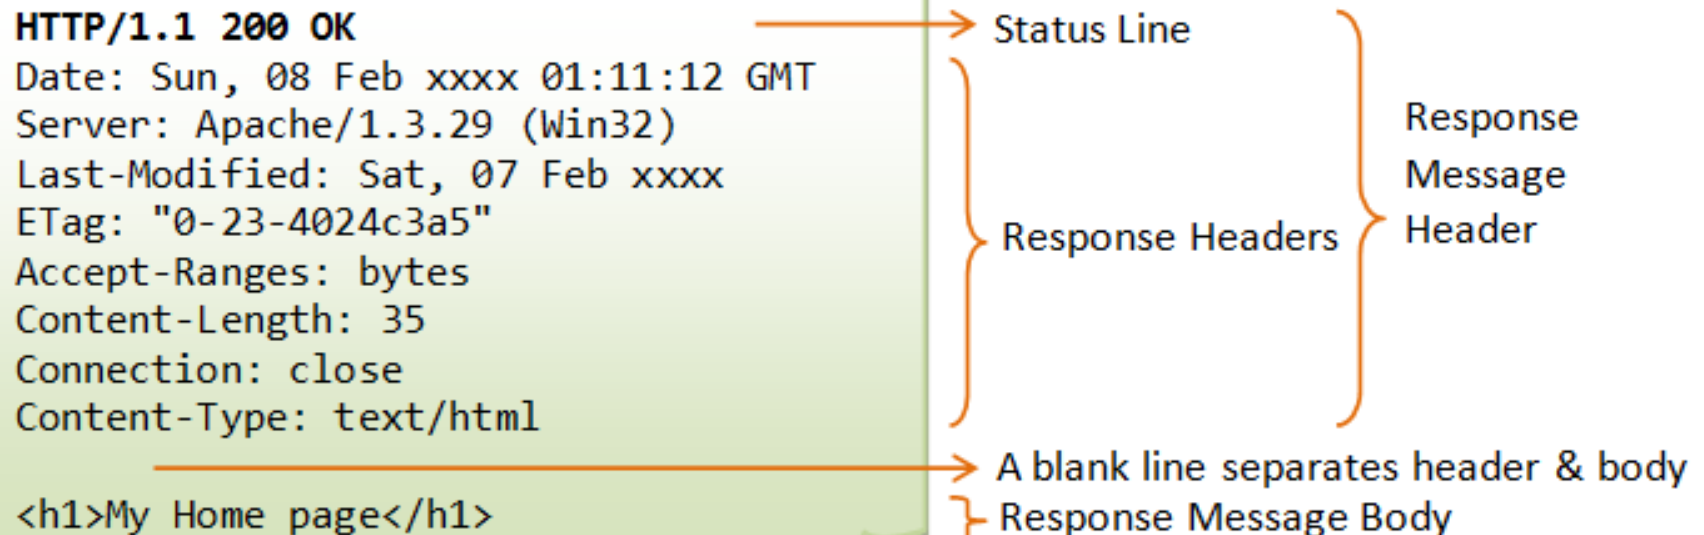 HTTP/1.1 200 OK
Status Line
Date: Sun, 08 Feb xxxx 01:11:12 GMT
Server: Apache/1.3.29 (Win32)
Last-Modified: Sat, 07 Feb xxxx
ETag: "0-23-4024c3a5"
Accept-Ranges: bytes
Content-Length: 35
Connection: close
Content-Type: text/html
Response Headers
Response
Message
Header
A blank line separates header & body
<h1>My Home page</h1>
Response Message Body